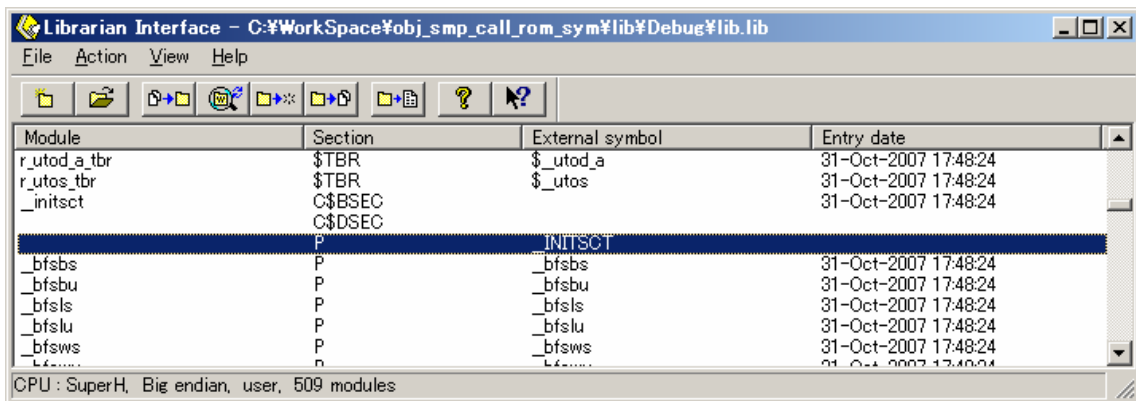 Librarian Interface - C:¥WorkSpace¥obj_smp_call_rom_sym¥lib¥Debug¥lib.lib
File Action View Help
Module Section External symbol Entry date
r_utod_a_tbr $TBR $_utod_a 31-Oct-2007 17:48:24
r_utos_tbr $TBR $_utos 31-Oct-2007 17:48:24
_initsct C$BSEC 31-Oct-2007 17:48:24
C$DSEC
P _INITSCT
_bfsbs P _bfsbs 31-Oct-2007 17:48:24
_bfsbu P _bfsbu 31-Oct-2007 17:48:24
_bfsls P _bfsls 31-Oct-2007 17:48:24
_bfslu P _bfslu 31-Oct-2007 17:48:24
_bfsws P _bfsws 31-Oct-2007 17:48:24
CPU : SuperH, Big endian, user, 509 modules